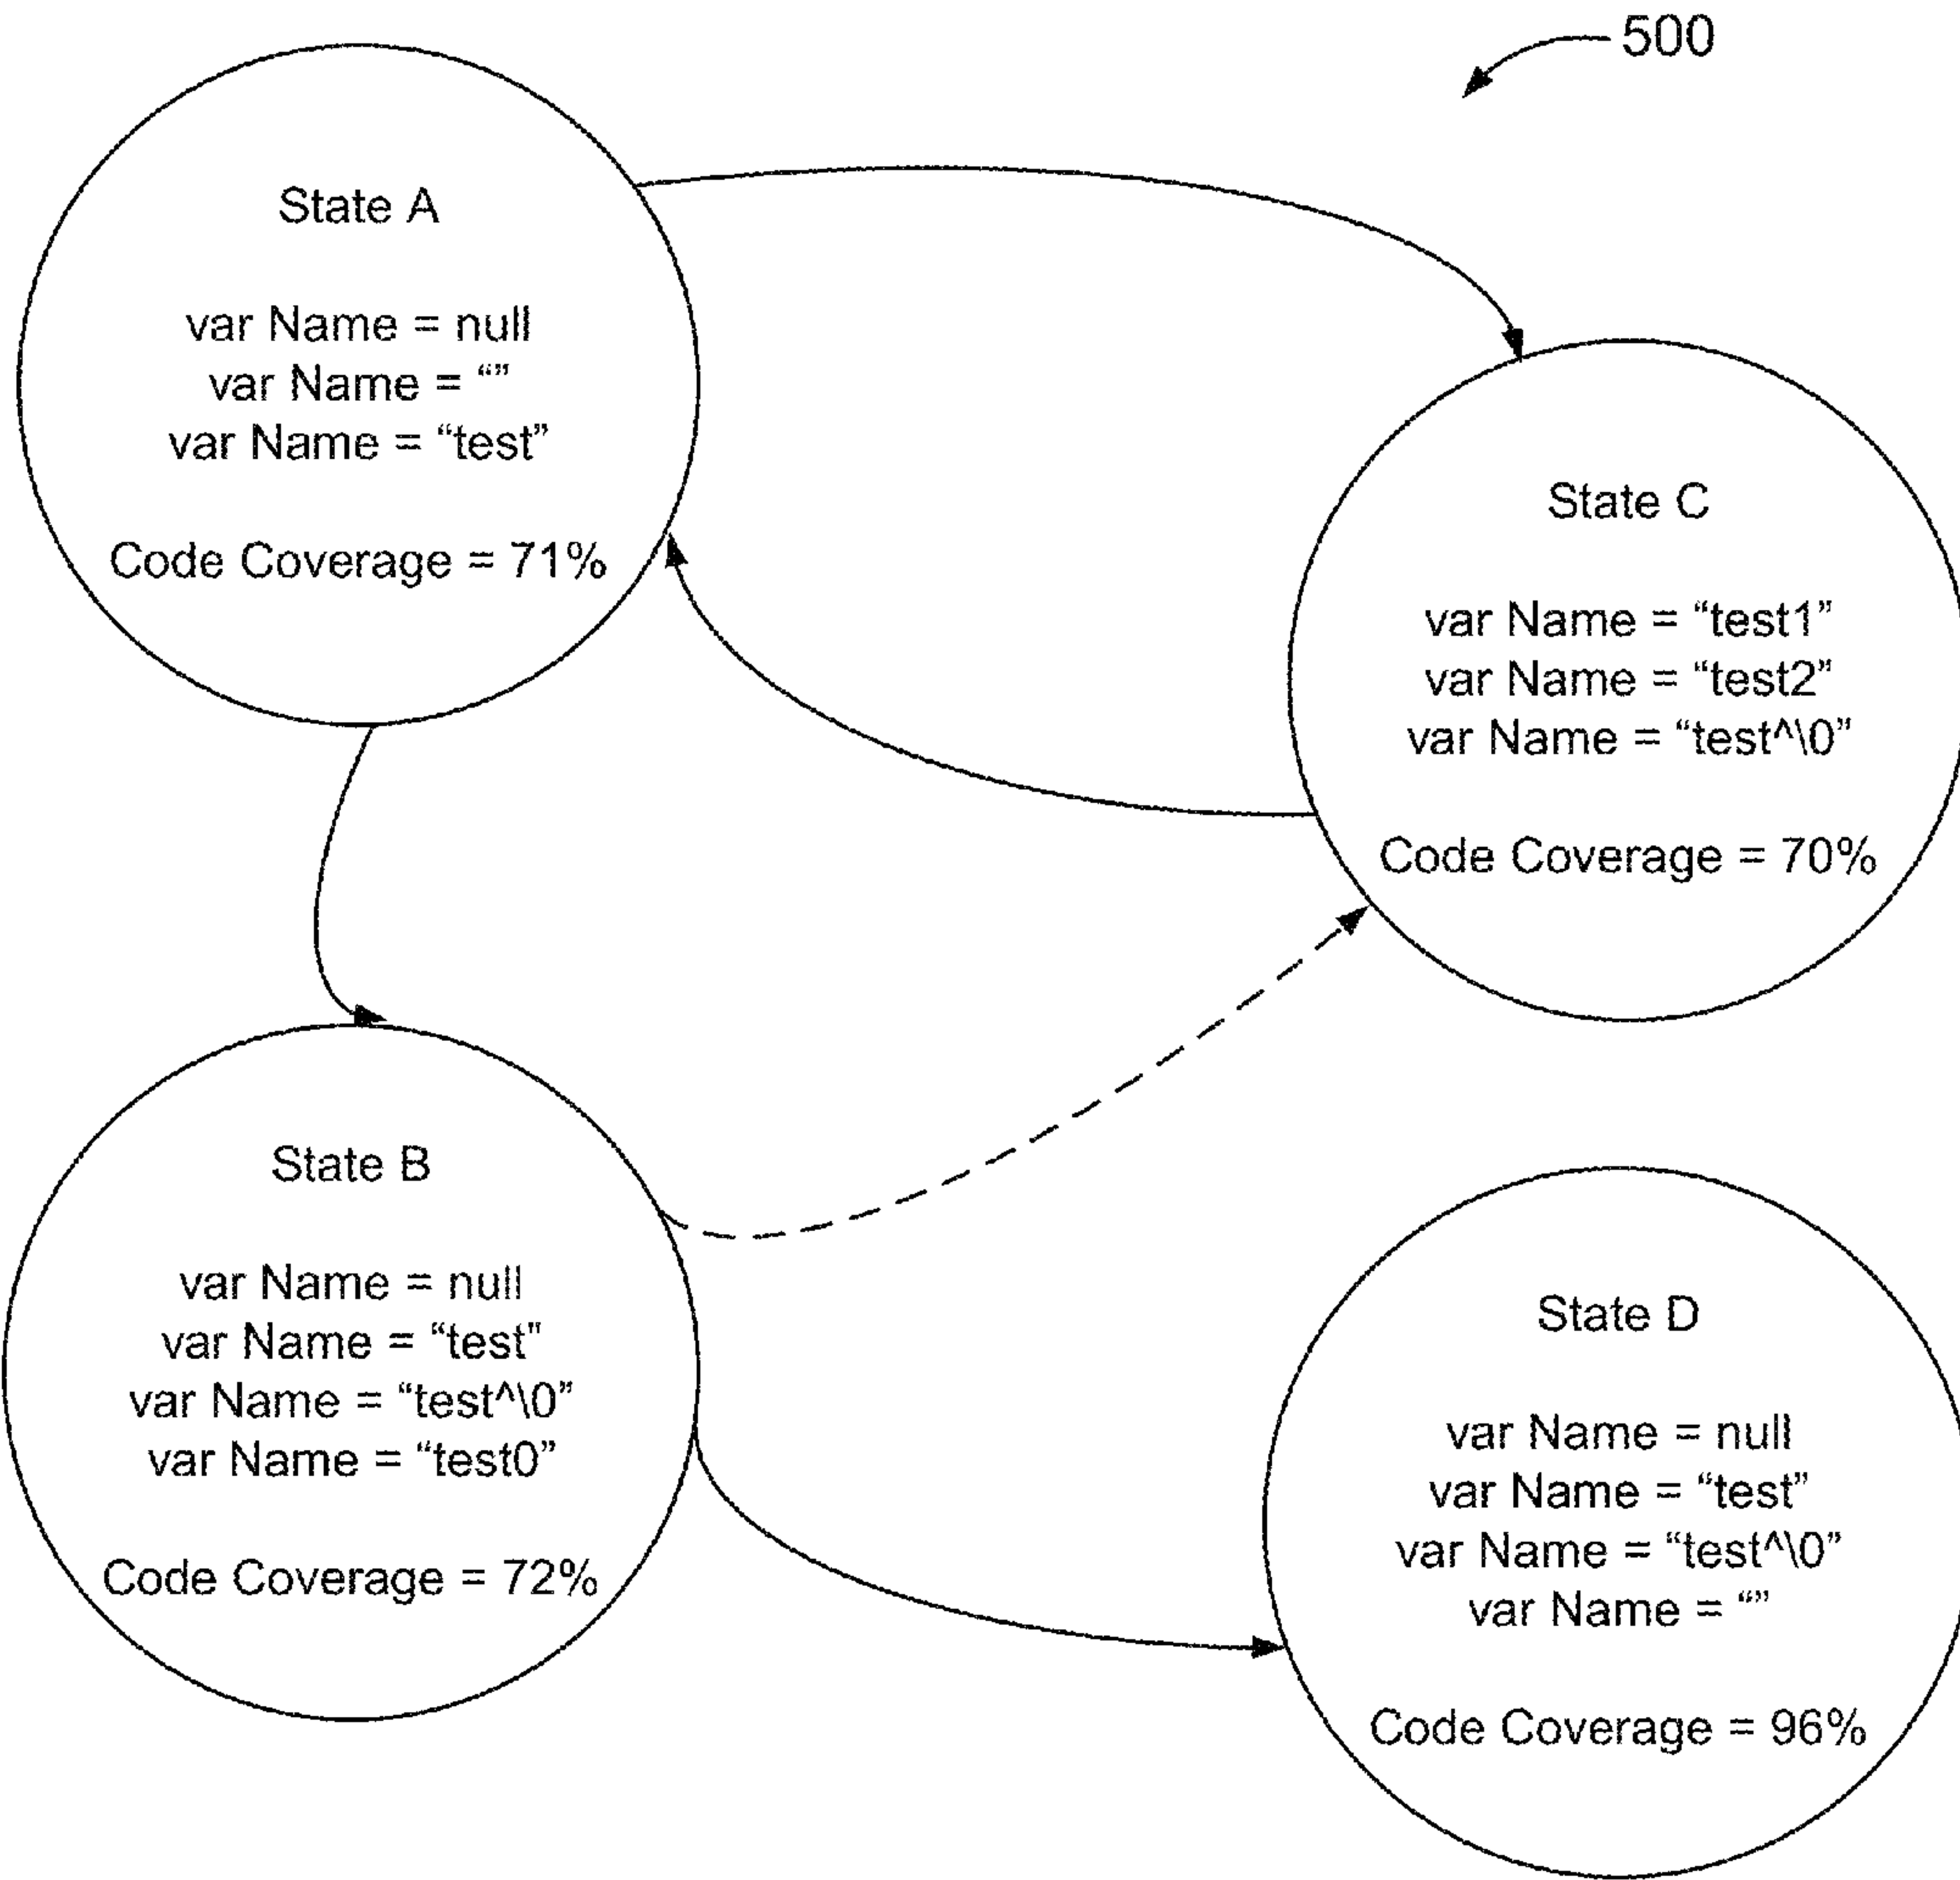 500
State A
var Name = null
var Name = “”
var Name = “test”
Code Coverage = 71%
State C
var Name = “test1”
var Name = “test2”
var Name = “test^\0”
Code Coverage = 70%
State B
var Name = null
var Name = “test”
var Name = “test^\0”
var Name = “test0”
Code Coverage = 72%
State D
var Name = null
var Name = “test”
var Name = “test^\0”
var Name = “”
Code Coverage = 96%